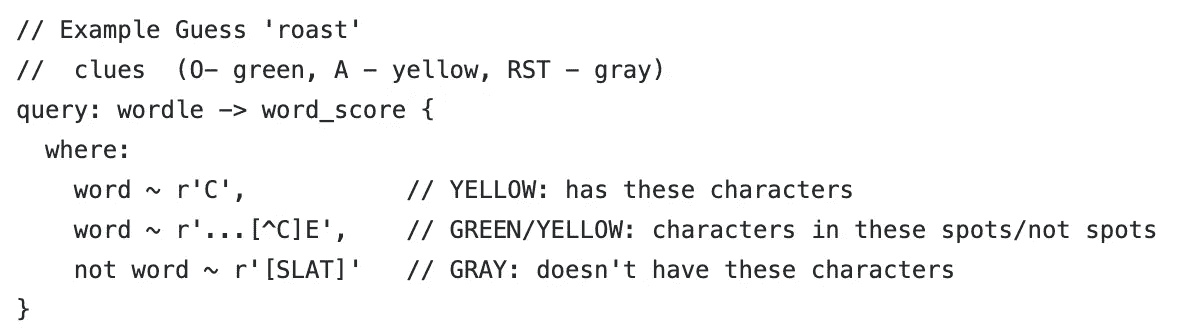 // Example Guess 'roast'
//  clues  (O- green, A - yellow, RST - gray)
query: wordle -> word_score {
  where:
    word ~ r'C',           // YELLOW: has these characters
    word ~ r'...[^C]E',    // GREEN/YELLOW: characters in these spots/not spots
    not word ~ r'[SLAT]'   // GRAY: doesn't have these characters
}